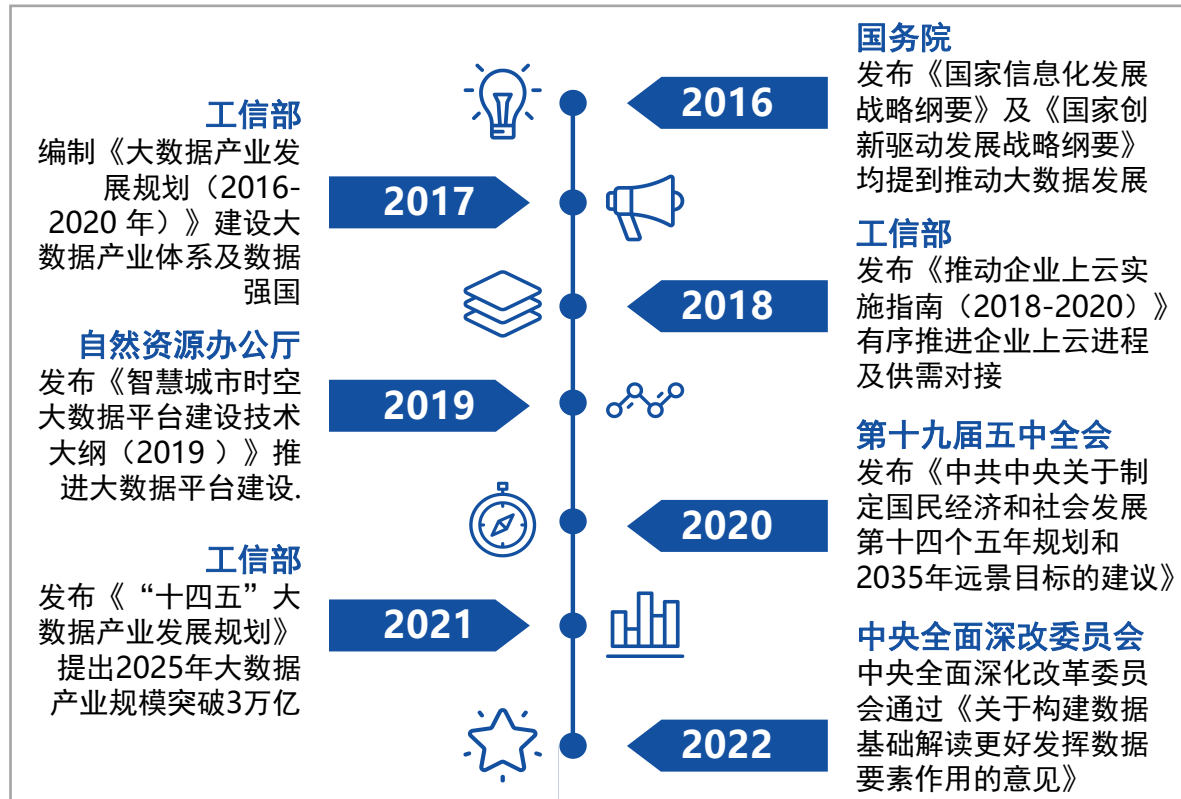 国务院
发布《国家信息化发展
战略纲要》及《国家创
新驱动发展战略纲要》
均提到推动大数据发展
2016
工信部
编制《大数据产业发
展规划（2016-
2020 年）》建设大
数据产业体系及数据
强国
2017
工信部
发布《推动企业上云实
施指南（2018-2020）》
有序推进企业上云进程
及供需对接
2018
自然资源办公厅
发布《智慧城市时空
大数据平台建设技术
大纲（2019 ）》推
进大数据平台建设.
2019
第十九届五中全会
发布《中共中央关于制
定国民经济和社会发展
第十四个五年规划和
2035年远景目标的建议》
2020
工信部
发布《“十四五”大
数据产业发展规划》
提出2025年大数据
产业规模突破3万亿
2021
中央全面深改委员会
中央全面深化改革委员
会通过《关于构建数据
基础解读更好发挥数据
要素作用的意见》
2022